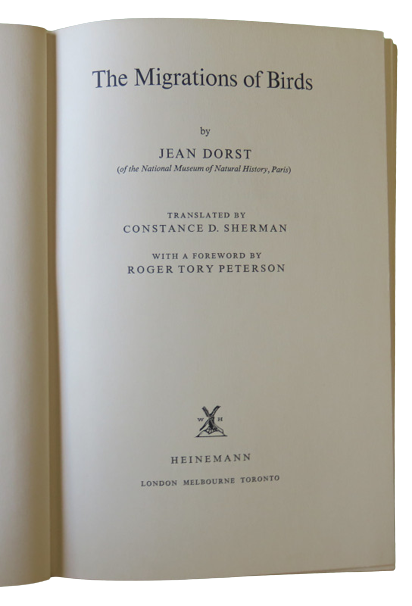 The Migrations of Birds
by
JEAN DORST
(of the National Museum of Natural History, Paris)
TRANSLATED BY
CONSTANCE D. SHERMAN
WITH A FOREWORD BY
ROGER TORY PETERSON
W H
HEINEMANN
LONDON MELBOURNE TORONTO